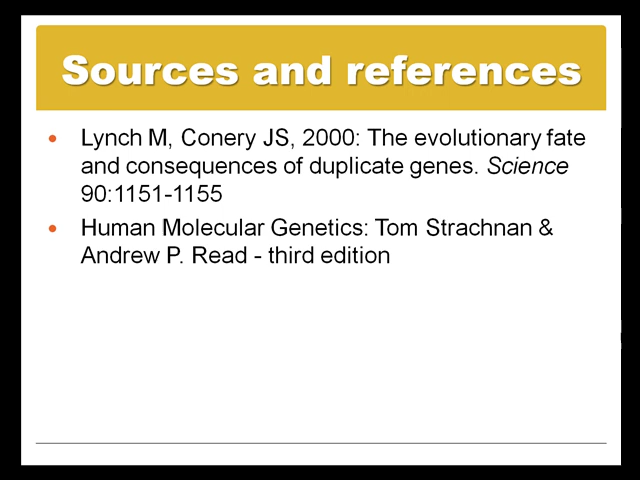 Sources and references
• Lynch M, Conery JS, 2000: The evolutionary fate
and consequences of duplicate genes. Science
90:1151-1155
• Human Molecular Genetics: Tom Strachnan &
Andrew P. Read - third edition